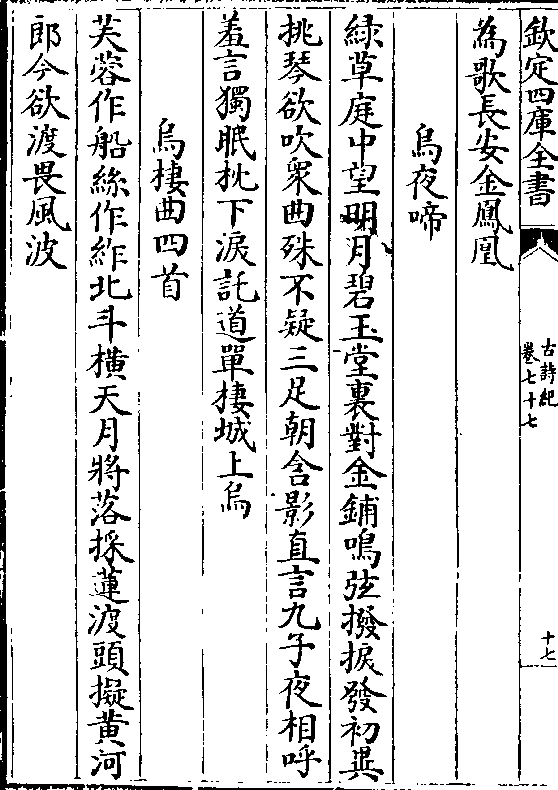 欽定四庫全書
古詩紀
卷七十七
十七
為歌長安金鳳凰
烏夜啼
綠草庭中望明月碧玉堂裏對金鋪鳴弦撥捩發初異
挑琴欲吹衆曲殊不疑三足朝含影直言九子夜相呼
羞言獨眠枕下淚託道單棲城上烏
烏棲曲四首
芙蓉作船絲作䋏北斗橫天月將落採蓮渡頭擬黃河
郎今欲渡畏風波